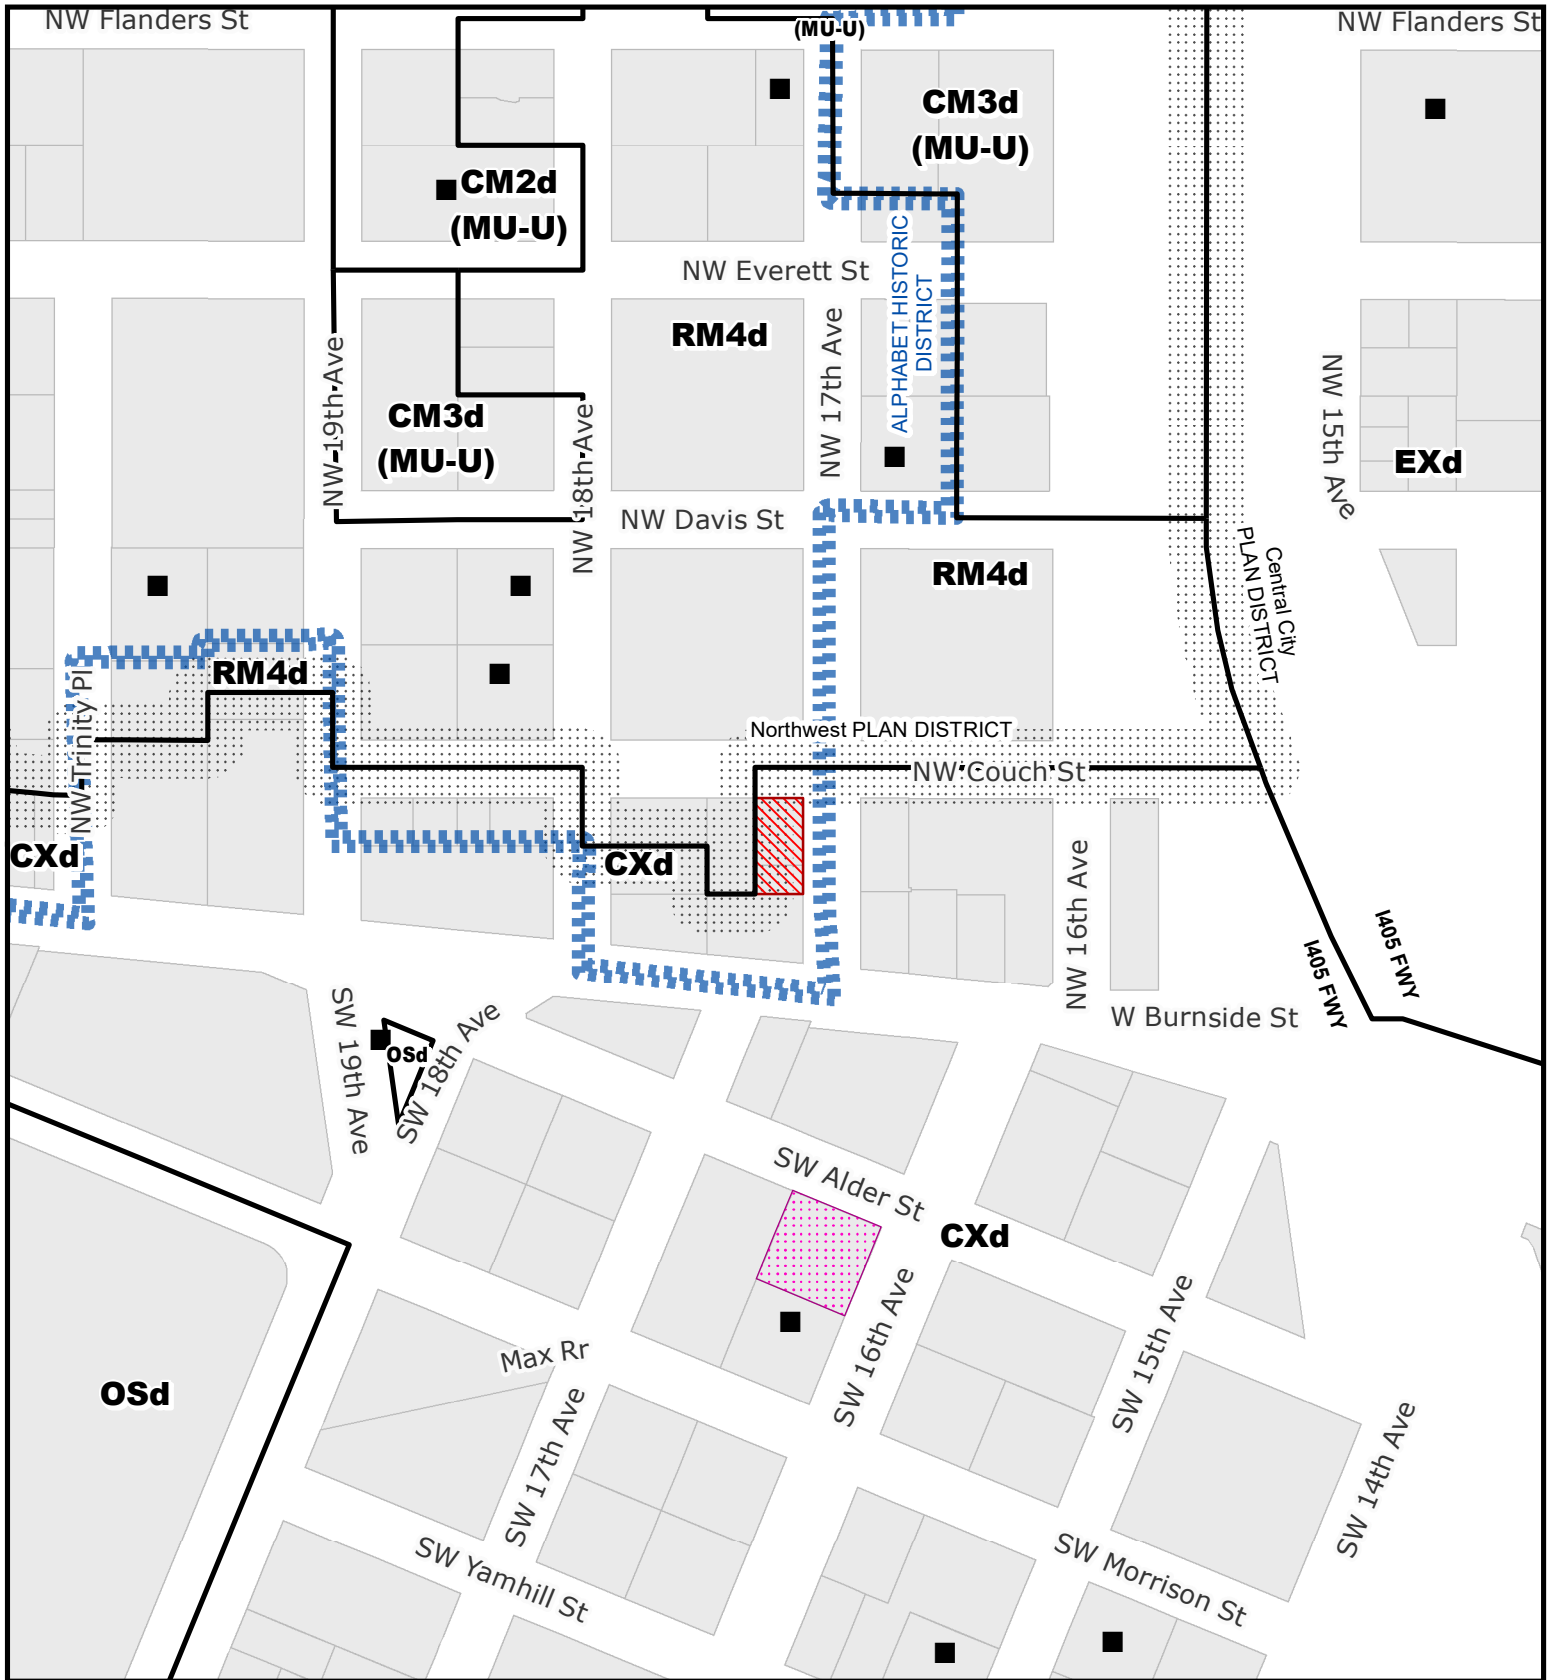 NW Flanders St
(MU-U)
NW Flanders St
CM3d
(MU-U)
CM2d
(MU-U)
NW Everett St
ALPHABET HISTORIC
DISTRICT
RM4d
NW 19th Ave
NW 17th Ave
NW 15th Ave
CM3d
(MU-U)
NW 18th Ave
EXd
NW Davis St
Central City
PLAN DISTRICT
RM4d
RM4d
NW Trinity Pl
Northwest PLAN DISTRICT
NW Couch St
CXd
CXd
NW 16th Ave
I405 FWY
I405 FWY
W Burnside St
SW 19th Ave
OSd
SW 18th Ave
SW Alder St
CXd
SW 16th Ave
SW 15th Ave
Max Rr
OSd
SW 17th Ave
SW 14th Ave
SW Yamhill St
SW Morrison St